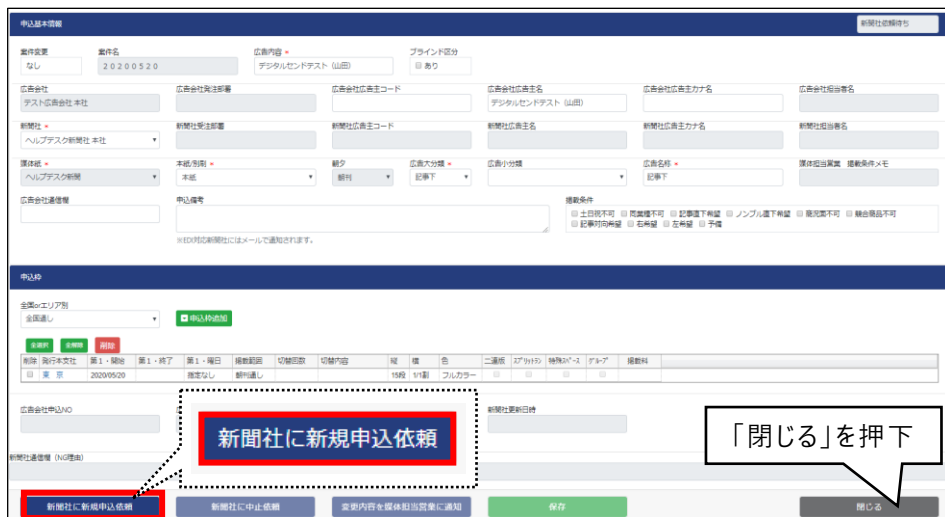 申込基本情報
新聞社依頼待ち
案件変更 案件名 広告内容 * ブラインド区分
なし 20200520 デジタルセンドテスト（山田） あり
広告会社 広告会社発注部署 広告会社広告主コード 広告会社広告主名 広告会社広告主カナ名 広告会社担当者名
テスト広告会社 本社 デジタルセンドテスト（山田）
新聞社 * 新聞社受注部署 新聞社広告主コード 新聞社広告主名 新聞社広告主カナ名 新聞社担当者名
ヘルプデスク新聞社 本社
媒体紙 * 本紙/別刷 * 朝夕 広告大分類 * 広告小分類 広告名称 * 媒体担当営業 掲載条件メモ
ヘルプデスク新聞 本紙 朝刊 記事下 記事下
広告会社通信欄 申込備考 掲載条件
土日祝不可 同業種不可 記事直下希望 ノンブル直下希望 競合商品不可
記事対向希望 右希望 左希望 予備
※EDI対応新聞社にはメールで通知されます。
申込枠
全国orエリア別
全国通し 申込枠追加
全選択 全解除 削除
削除 発行本支社 第1・開始 第1・終了 第1・曜日 掲載範囲 切替回数 切替内容 縦 横 色 二連版 スプリットラン 特殊スペース グループ 掲載料
東 京 2020/05/20 指定なし 朝刊通し 15段 1/1割 フルカラー
広告会社申込NO 新聞社更新日時
新聞社に新規申込依頼
「閉じる」を押下
新聞社通信欄（NG理由）
新聞社に新規申込依頼 新聞社に中止依頼 変更内容を媒体担当営業に通知 保存 閉じる